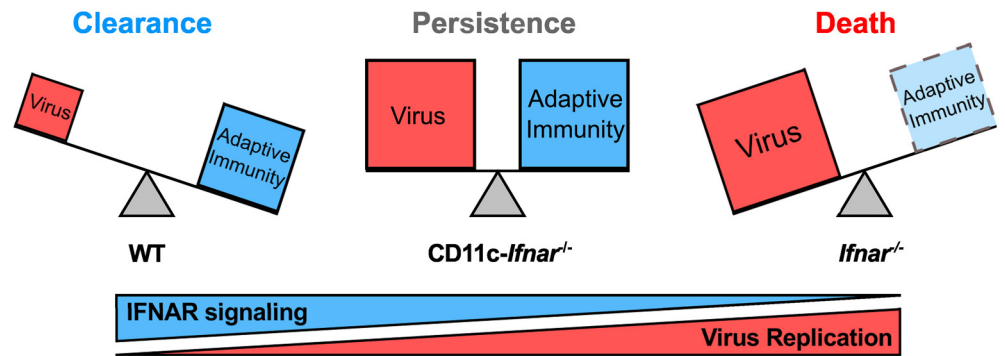 Clearance
Persistence
Death
Virus
Adaptive
Immunity
Virus
Adaptive
Immunity
Virus
Adaptive
Immunity
WT
CD11c-Ifnar-/-
Ifnar-/-
IFNAR signaling
Virus Replication